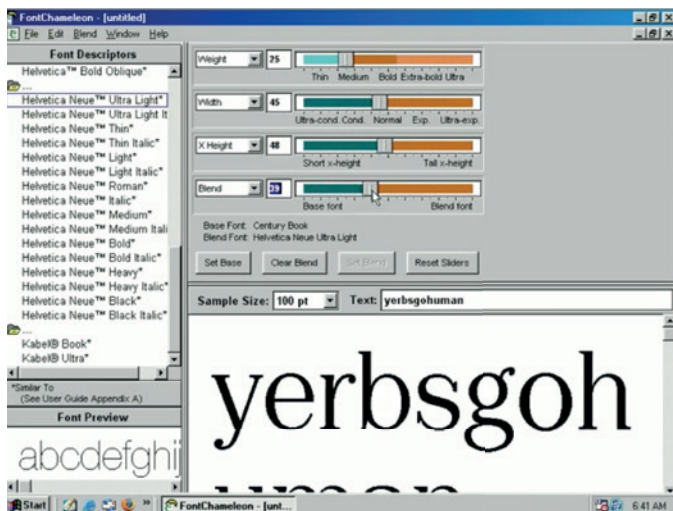 FontChameleon - [untitled]
File Edit Blend Window Help
Font Descriptors
Helvetica™ Bold Oblique*
...
Helvetica Neue™ Ultra Light*
Helvetica Neue™ Ultra Light It
Helvetica Neue™ Thin*
Helvetica Neue™ Thin Italic*
Helvetica Neue™ Light*
Helvetica Neue™ Light Italic*
Helvetica Neue™ Roman*
Helvetica Neue™ Italic*
Helvetica Neue™ Medium*
Helvetica Neue™ Medium Itali
Helvetica Neue™ Bold*
Helvetica Neue™ Bold Italic*
Helvetica Neue™ Heavy*
Helvetica Neue™ Heavy Italic*
Helvetica Neue™ Black*
Helvetica Neue™ Black Italic*
...
Kabel® Book*
Kabel® Ultra*
*Similar To
(See User Guide Appendix A)
Font Preview
abcdefghij
Weight 25
Thin Medium Bold Extra-bold Ultra
Width 45
Ultra-cond. Cond. Normal Exp. Ultra-exp.
X Height 48
Short x-height Tall x-height
Blend 39
Base font Blend font
Base Font: Century Book
Blend Font: Helvetica Neue Ultra Light
Set Base Clear Blend Set Blend Reset Sliders
Sample Size: 100 pt Text: yerbsgohuman
yerbsgoh
uman
Start » FontChameleon - [unt... 6:41 AM